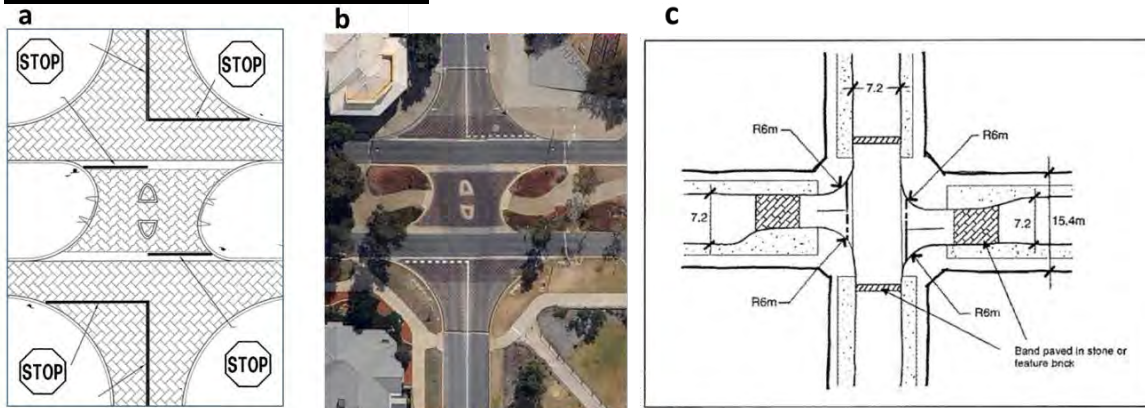 a
b
c
STOP
STOP
STOP
STOP
7.2
R6m
R6m
7.2
7.2
15.4m
R6m
R6m
Band paved in stone or
feature brick